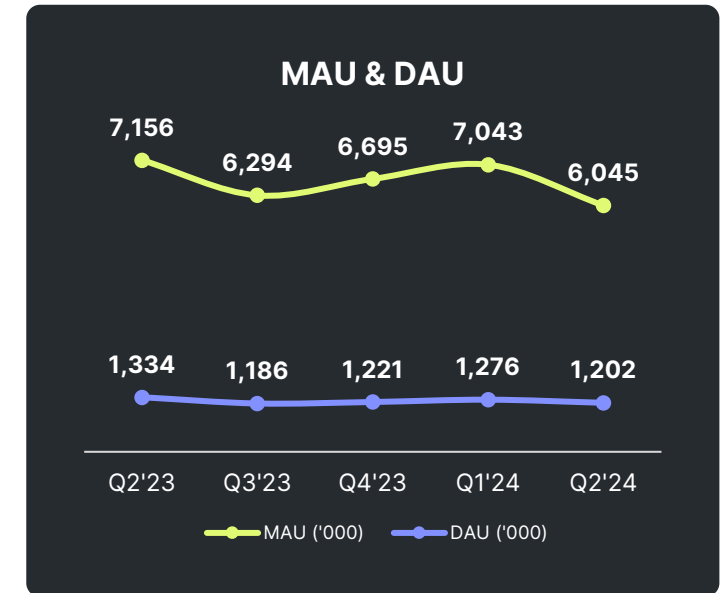 MAU & DAU
7,156 6,294 6,695 7,043 6,045
1,334 1,186 1,221 1,276 1,202
Q2'23 Q3'23 Q4'23 Q1'24 Q2'24
MAU ('000) DAU ('000)